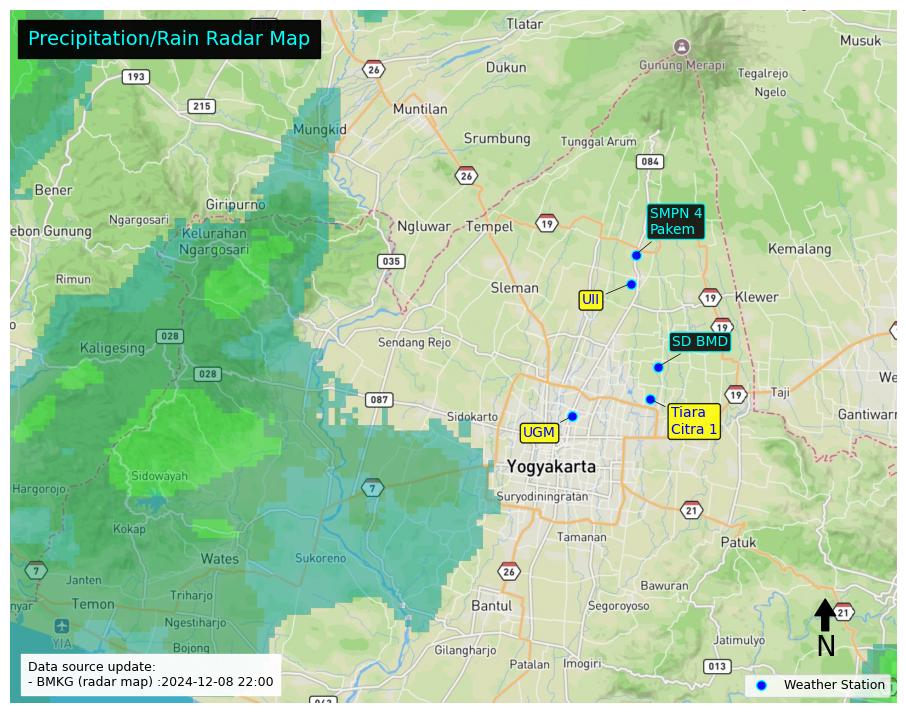 Precipitation/Rain Radar Map
Tlatar
Musuk
Gunung Merapi
Dukun
Tegalrejo
Ngelo
26
193
215
Muntilan
Mungkid
Srumbung
Tunggal Arum
084
26
Bener
Giripurno
Ngargosari
SMPN 4
Pakem
Ngluwar
Tempel
19
ebon Gunung
Kelurahan
Ngargosari
Kemalang
035
Rimun
Sleman
UII
19
Klewer
19
028
Sendang Rejo
SD BMD
Kaligesing
028
We
087
19
Taji
Sidokarto
Tiara
Citra 1
Gantiwarn
UGM
Yogyakarta
Sidowayah
Hargorojo
7
Suryodiningratan
21
Kokap
Tamanan
Patuk
Wates
Sukoreno
7
26
Janten
Bawuran
Triharjo
nyar
Temon
Bantul
Segoroyoso
21
Ngestiharjo
YIA
Jatimulyo
N
Bojong
Gilangharjo
Patalan
Imogiri
013
Data source update:
- BMKG (radar map) :2024-12-08 22:00
Weather Station